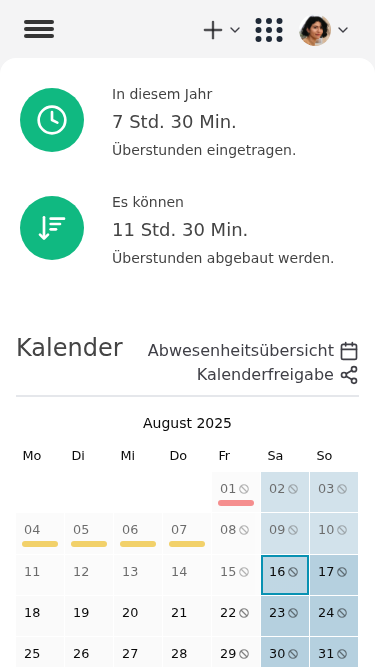 In diesem Jahr
7 Std. 30 Min.
Überstunden eingetragen.
Es können
11 Std. 30 Min.
Überstunden abgebaut werden.
Kalender
Abwesenheitsübersicht
Kalenderfreigabe
August 2025
Mo Di Mi Do Fr Sa So
01 02 03
04 05 06 07 08 09 10
11 12 13 14 15 16 17
18 19 20 21 22 23 24
25 26 27 28 29 30 31